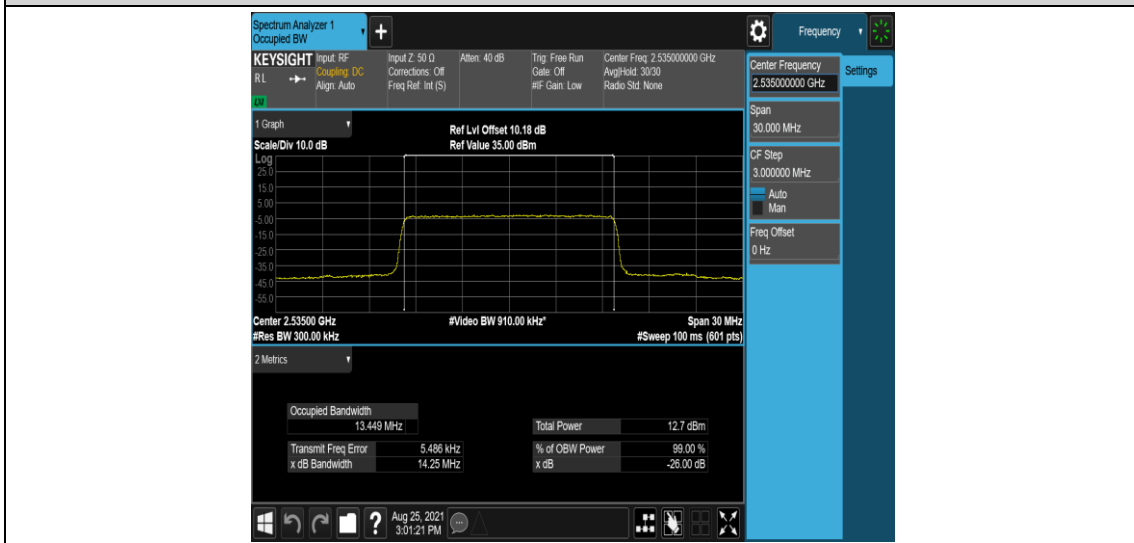 Spectrum Analyzer 1
Occupied BW
+
Frequency
KEYSIGHT
RL
LXI
Input: RF
Coupling: DC
Align: Auto
Input Z: 50 Ω
Corrections: Off
Freq Ref: Int (S)
Atten: 40 dB
Trig: Free Run
Gate: Off
#IF Gain: Low
Center Freq: 2.535000000 GHz
Avg|Hold: 30/30
Radio Std: None
Center Frequency
2.535000000 GHz
Settings
Span
30.000 MHz
CF Step
3.000000 MHz
Auto
Man
Freq Offset
0 Hz
1 Graph
Ref Lvl Offset 10.18 dB
Scale/Div 10.0 dB
Ref Value 35.00 dBm
Log
25.0
15.0
5.00
-5.00
-15.0
-25.0
-35.0
-45.0
-55.0
Center 2.53500 GHz
#Video BW 910.00 kHz*
Span 30 MHz
#Res BW 300.00 kHz
#Sweep 100 ms (601 pts)
2 Metrics
Occupied Bandwidth
13.449 MHz
Total Power 12.7 dBm
Transmit Freq Error 5.486 kHz
% of OBW Power 99.00 %
x dB Bandwidth 14.25 MHz
x dB -26.00 dB
?
Aug 25, 2021
3:01:21 PM